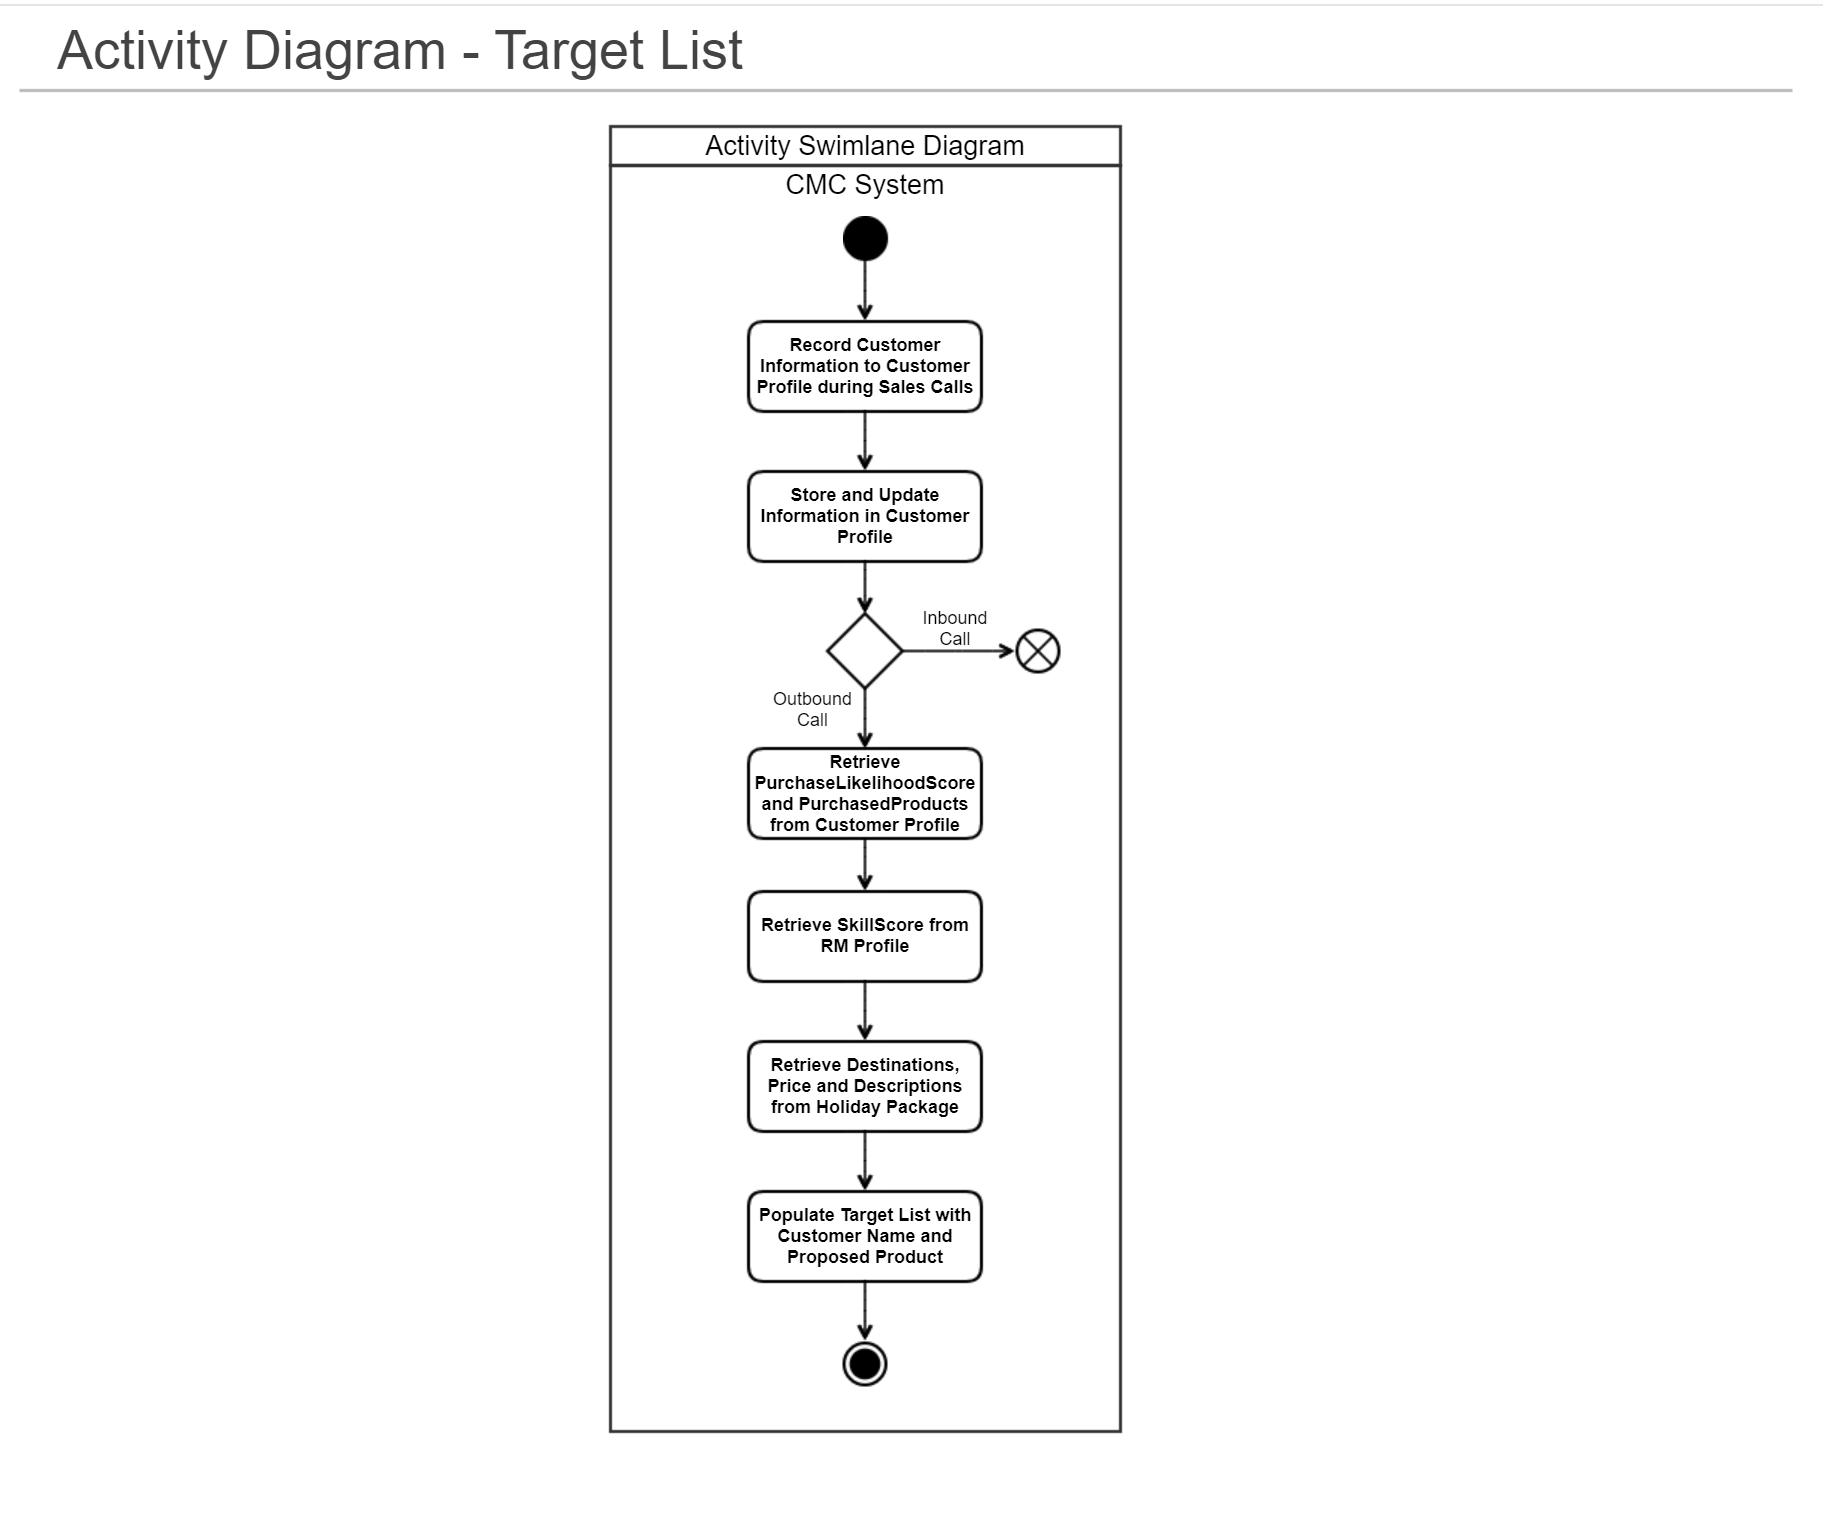 Activity Diagram - Target List
Activity Swimlane Diagram
CMC System
Record Customer
Information to Customer
Profile during Sales Calls
Store and Update
Information in Customer
Profile
Inbound
Call
Outbound
Call
Retrieve
PurchaseLikelihoodScore
and PurchasedProducts
from Customer Profile
Retrieve SkillScore from
RM Profile
Retrieve Destinations,
Price and Descriptions
from Holiday Package
Populate Target List with
Customer Name and
Proposed Product